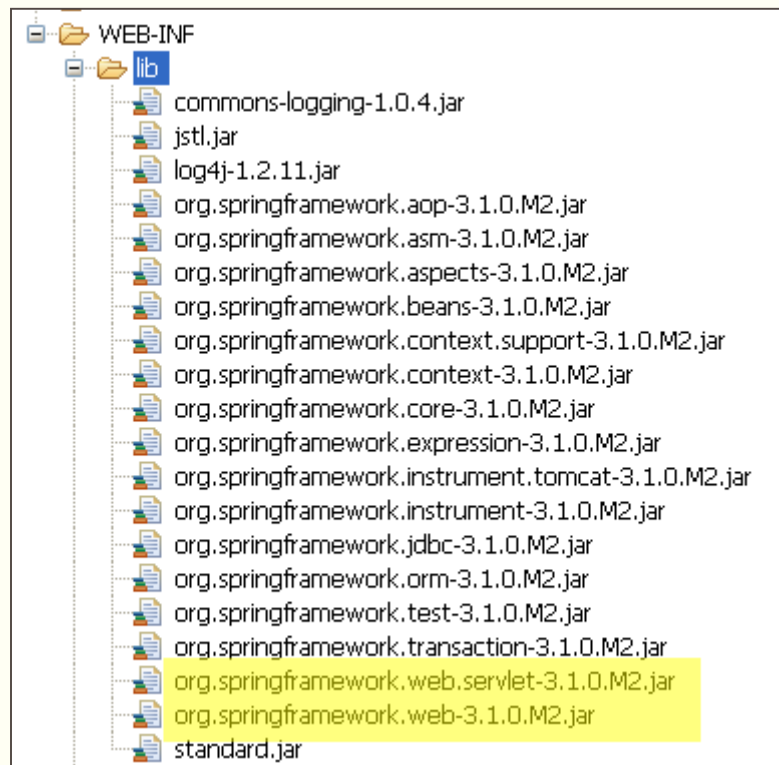 WEB-INF
lib
commons-logging-1.0.4.jar
jstl.jar
log4j-1.2.11.jar
org.springframework.aop-3.1.0.M2.jar
org.springframework.asm-3.1.0.M2.jar
org.springframework.aspects-3.1.0.M2.jar
org.springframework.beans-3.1.0.M2.jar
org.springframework.context.support-3.1.0.M2.jar
org.springframework.context-3.1.0.M2.jar
org.springframework.core-3.1.0.M2.jar
org.springframework.expression-3.1.0.M2.jar
org.springframework.instrument.tomcat-3.1.0.M2.jar
org.springframework.instrument-3.1.0.M2.jar
org.springframework.jdbc-3.1.0.M2.jar
org.springframework.orm-3.1.0.M2.jar
org.springframework.test-3.1.0.M2.jar
org.springframework.transaction-3.1.0.M2.jar
org.springframework.web.servlet-3.1.0.M2.jar
org.springframework.web-3.1.0.M2.jar
standard.jar